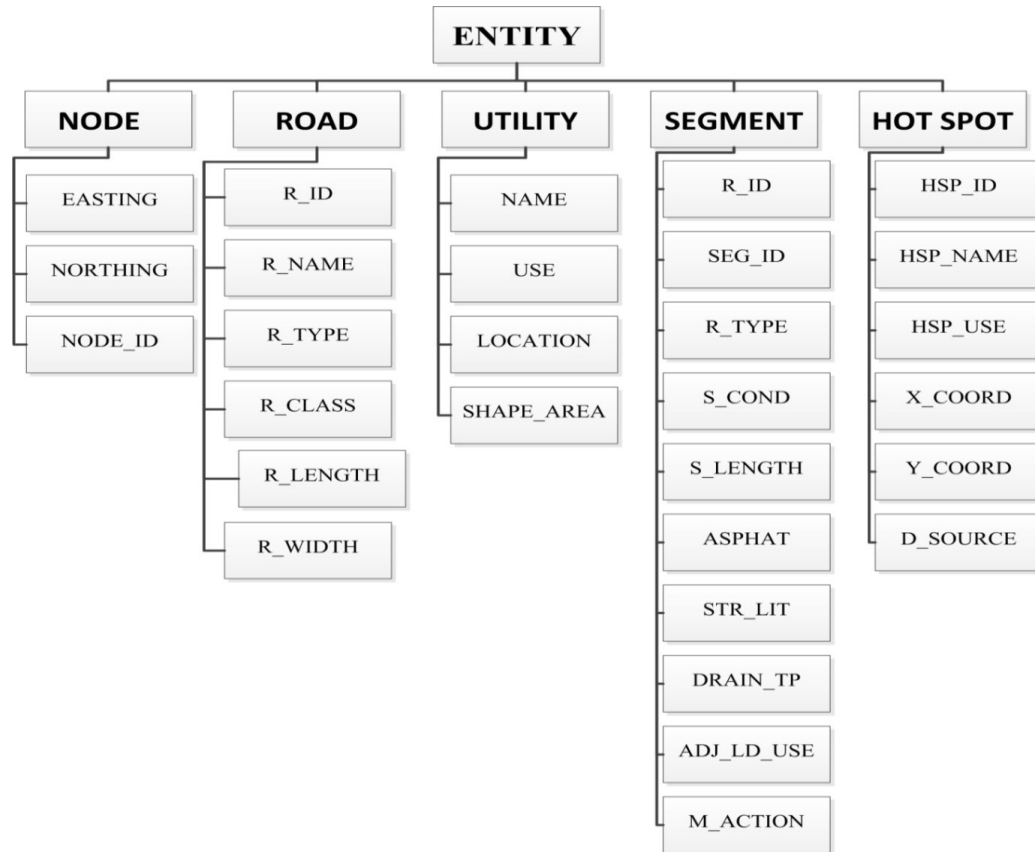 ENTITY
NODE
EASTING
NORTHING
NODE_ID
ROAD
R_ID
R_NAME
R_TYPE
R_CLASS
R_LENGTH
R_WIDTH
UTILITY
NAME
USE
LOCATION
SHAPE_AREA
SEGMENT
R_ID
SEG_ID
R_TYPE
S_COND
S_LENGTH
ASPHAT
STR_LIT
DRAIN_TP
ADJ_LD_USE
M_ACTION
HOT SPOT
HSP_ID
HSP_NAME
HSP_USE
X_COORD
Y_COORD
D_SOURCE